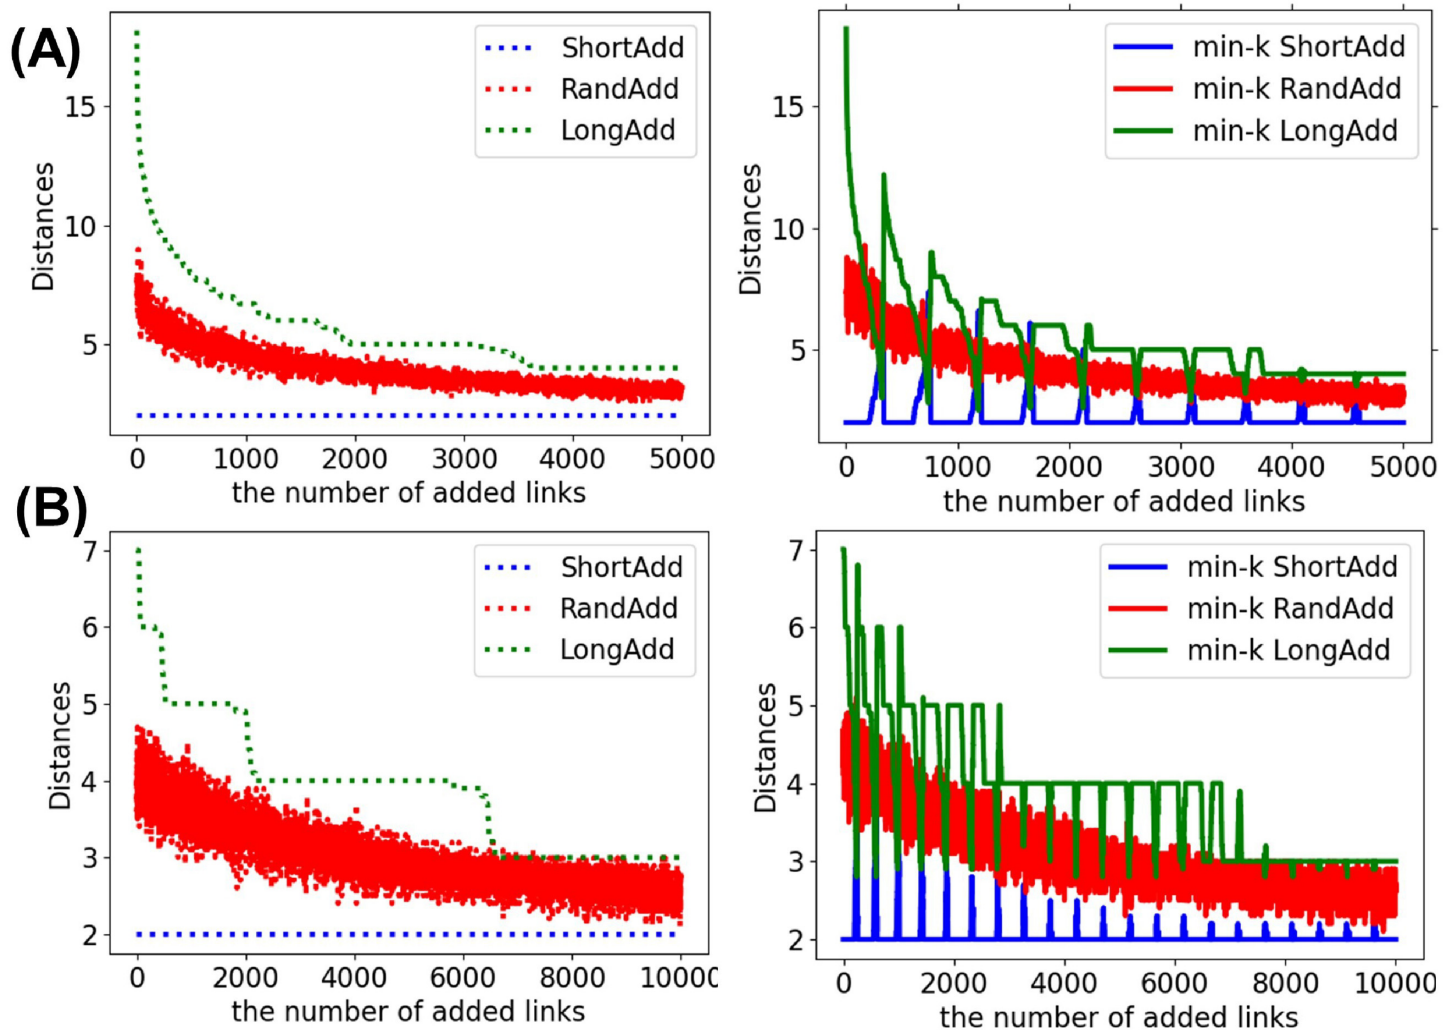 (A)
ShortAdd
RandAdd
LongAdd
15
10
5
Distances
0 1000 2000 3000 4000 5000
the number of added links
min-k ShortAdd
min-k RandAdd
min-k LongAdd
15
10
5
Distances
0 1000 2000 3000 4000 5000
the number of added links
(B)
ShortAdd
RandAdd
LongAdd
7
6
5
4
3
2
Distances
0 2000 4000 6000 8000 10000
the number of added links
min-k ShortAdd
min-k RandAdd
min-k LongAdd
7
6
5
4
3
2
Distances
0 2000 4000 6000 8000 10000
the number of added links